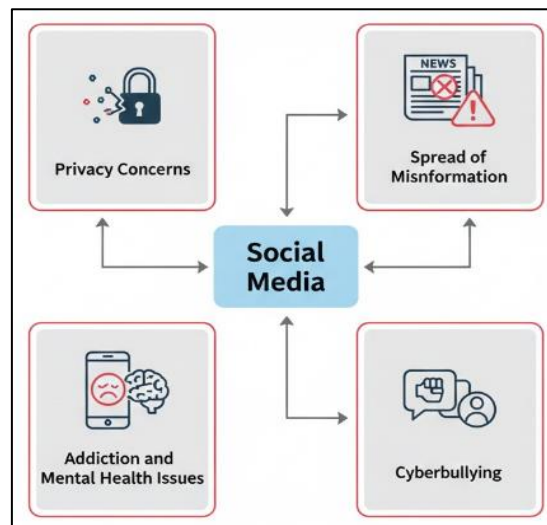 Privacy Concerns
NEWS
Spread of
Misnformation
Social
Media
Addiction and
Mental Health Issues
Cyberbullying